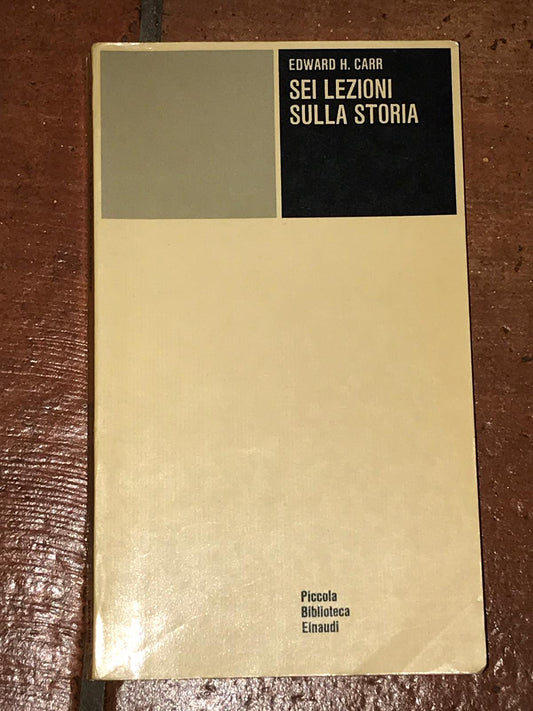 EDWARD H. CARR
SEI LEZIONI
SULLA STORIA
Piccola
Biblioteca
Einaudi